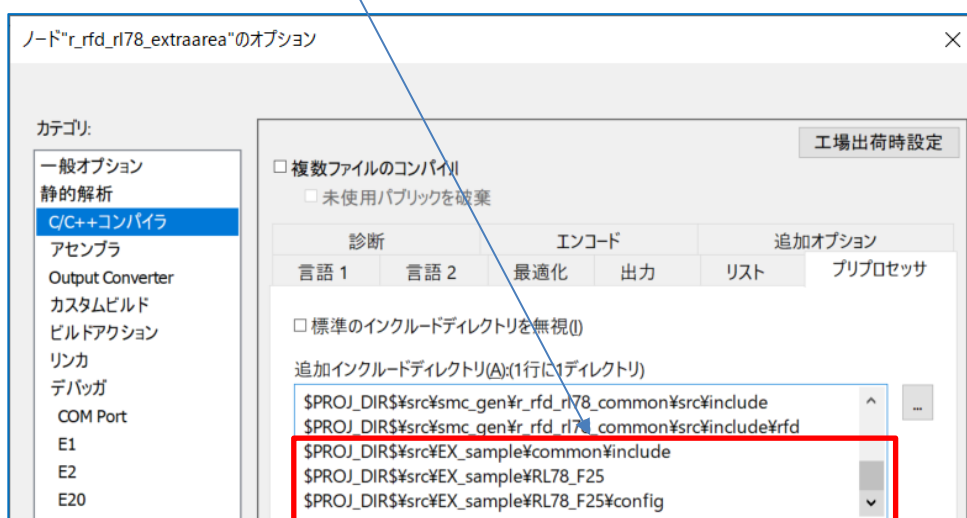 ノード"r_rfd_rl78_extraarea"のオプション
カテゴリ:
一般オプション
静的解析
C/C++コンパイラ
アセンブラ
Output Converter
カスタムビルド
ビルドアクション
リンカ
デバッガ
COM Port
E1
E2
E20
工場出荷時設定
複数ファイルのコンパイル
未使用パブリックを破棄
診断 エンコード 追加オプション
言語 1 言語 2 最適化 出力 リスト プリプロセッサ
標準のインクルードディレクトリを無視(I)
追加インクルードディレクトリ(A):(1行に1ディレクトリ)
$PROJ_DIR$¥src¥smc_gen¥r_rfd_rl78_common¥src¥include
$PROJ_DIR$¥src¥smc_gen¥r_rfd_rl78_common¥src¥include¥rfd
$PROJ_DIR$¥src¥EX_sample¥common¥include
$PROJ_DIR$¥src¥EX_sample¥RL78_F25
$PROJ_DIR$¥src¥EX_sample¥RL78_F25¥config
...